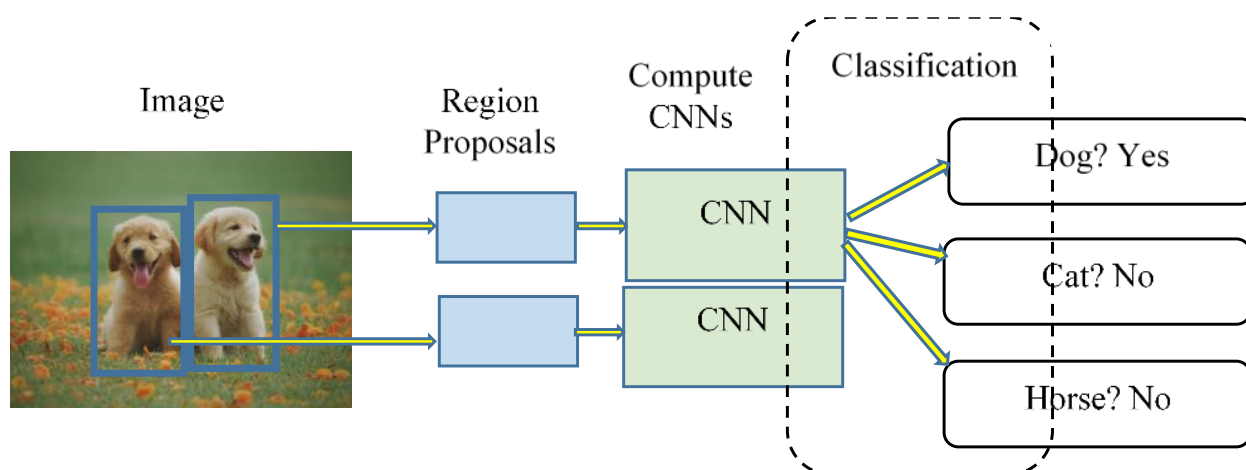 Image
Region
Proposals
Compute
CNNs
Classification
CNN
CNN
Dog? Yes
Cat? No
Horse? No